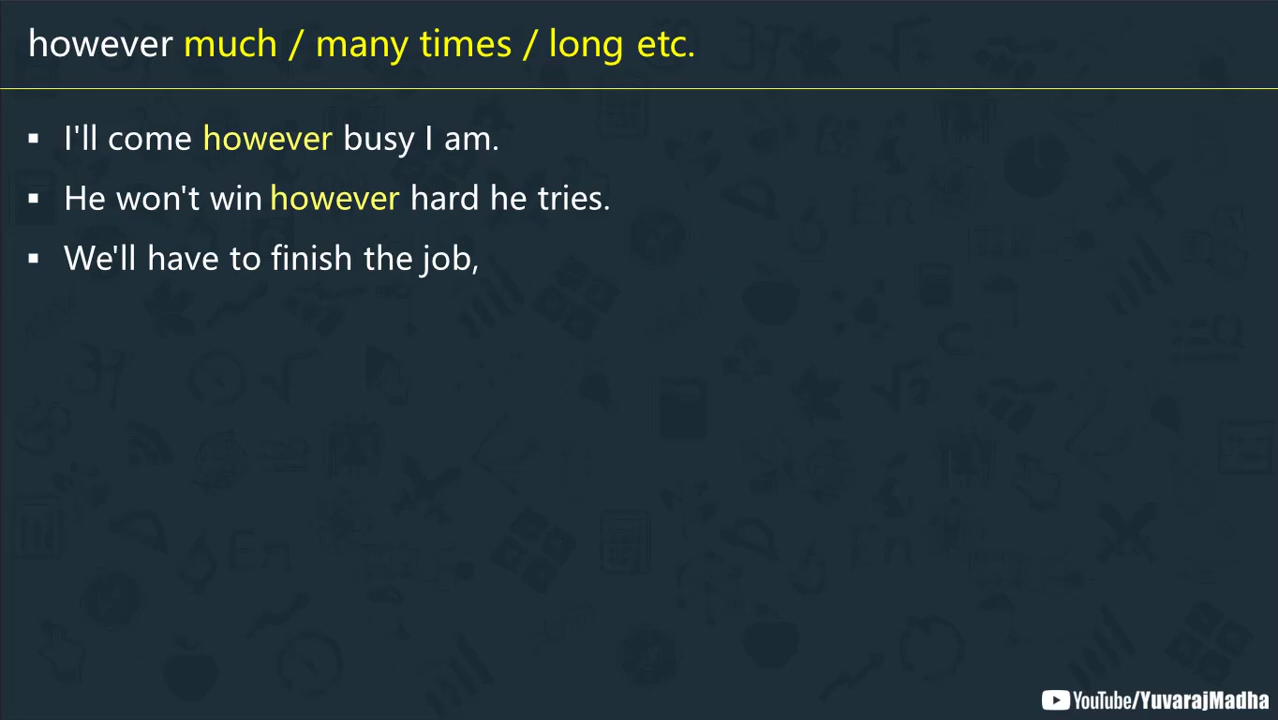 however much / many times / long etc.
▪ I'll come however busy I am.
▪ He won't win however hard he tries.
▪ We'll have to finish the job,
YouTube/YuvarajMadha